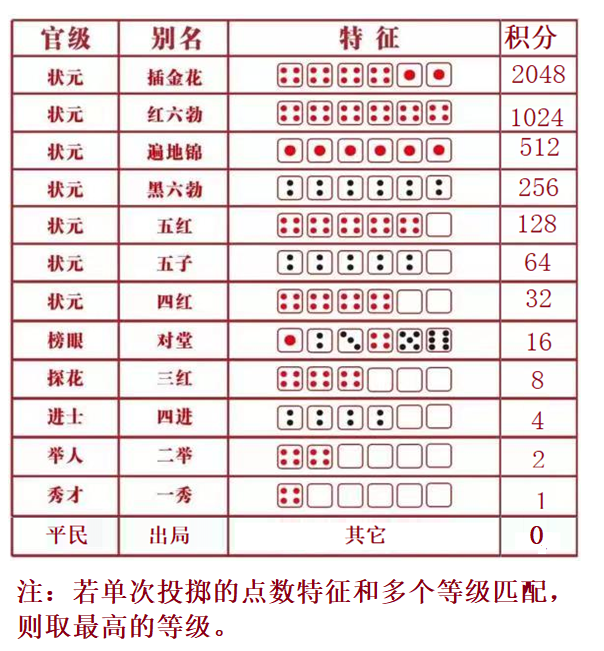 官级 别名 特征 积分
状元 插金花 2048
状元 红六勃 1024
状元 遍地锦 512
状元 黑六勃 256
状元 五红 128
状元 五子 64
状元 四红 32
榜眼 对堂 16
探花 三红 8
进士 四进 4
举人 二举 2
秀才 一秀 1
平民 出局 其它 0
注：若单次投掷的点数特征和多个等级匹配，
则取最高的等级。